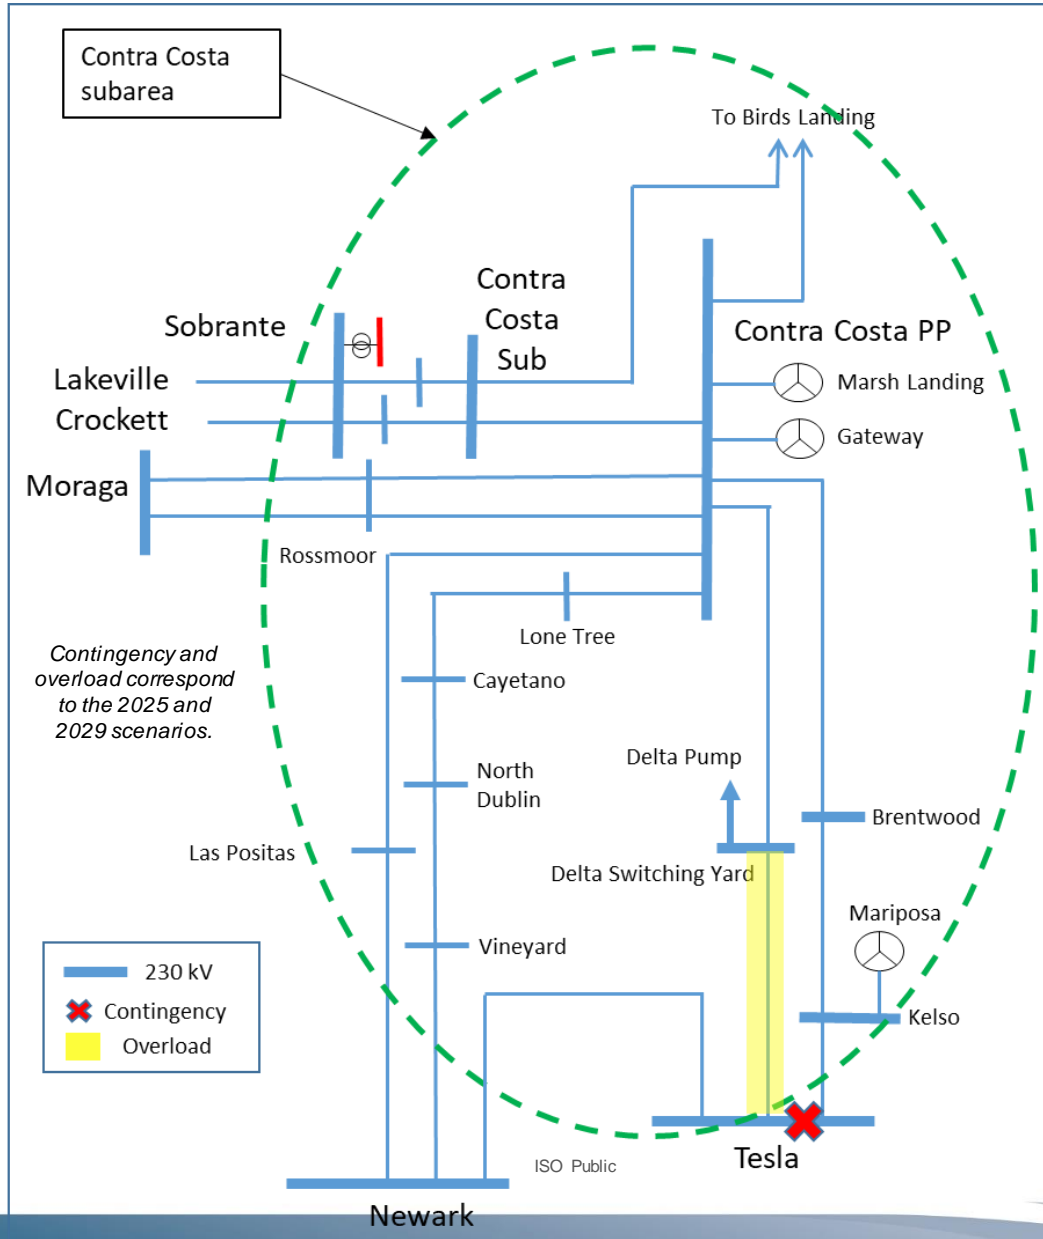 Contra Costa
subarea
To Birds Landing
Contra
Costa
Sub
Sobrante
Contra Costa PP
Lakeville
Marsh Landing
Crockett
Gateway
Moraga
Rossmoor
Lone Tree
Contingency and
overload correspond
to the 2025 and
2029 scenarios.
Cayetano
Delta Pump
North
Dublin
Brentwood
Las Positas
Delta Switching Yard
Mariposa
Vineyard
230 kV
Contingency
Overload
Kelso
Tesla
ISO Public
Newark